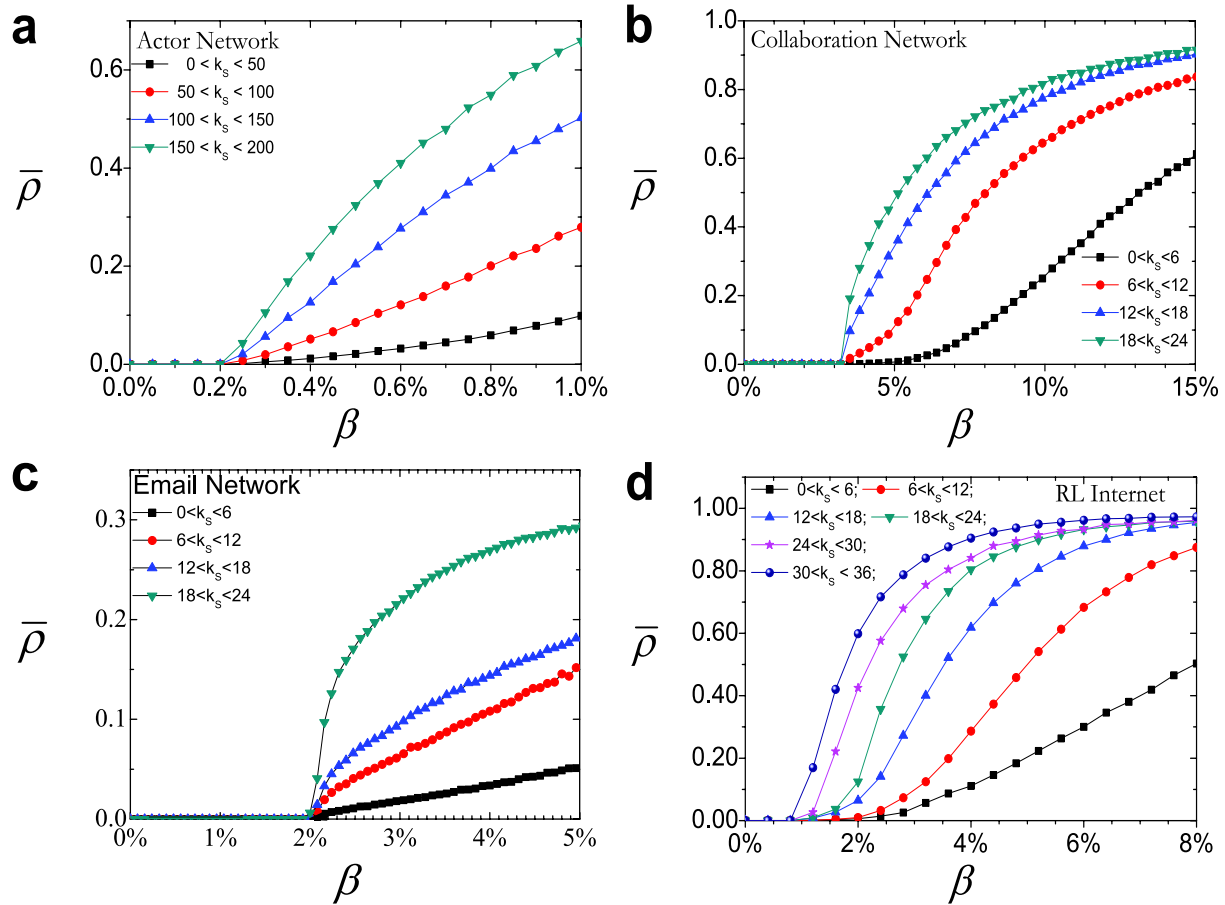 a
Actor Network
0 < k_S < 50
50 < k_S < 100
100 < k_S < 150
150 < k_S < 200
0.6
0.4
0.2
0.0
ρ̅
0.0% 0.2% 0.4% 0.6% 0.8% 1.0%
β
b
Collaboration Network
1.0
0.8
0.6
0.4
0.2
0.0
ρ̅
0<k_S<6
6<k_S<12
12<k_S<18
18<k_S<24
0% 5% 10% 15%
β
c
Email Network
0<k_S<6
6<k_S<12
12<k_S<18
18<k_S<24
0.3
0.2
0.1
0.0
ρ̅
0% 1% 2% 3% 4% 5%
β
d
RL Internet
0<k_S< 6; 6<k_S<12;
12<k_S<18; 18<k_S<24;
24<k_S<30;
30<k_S < 36;
1.00
0.80
0.60
0.40
0.20
0.00
ρ̅
0% 2% 4% 6% 8%
β